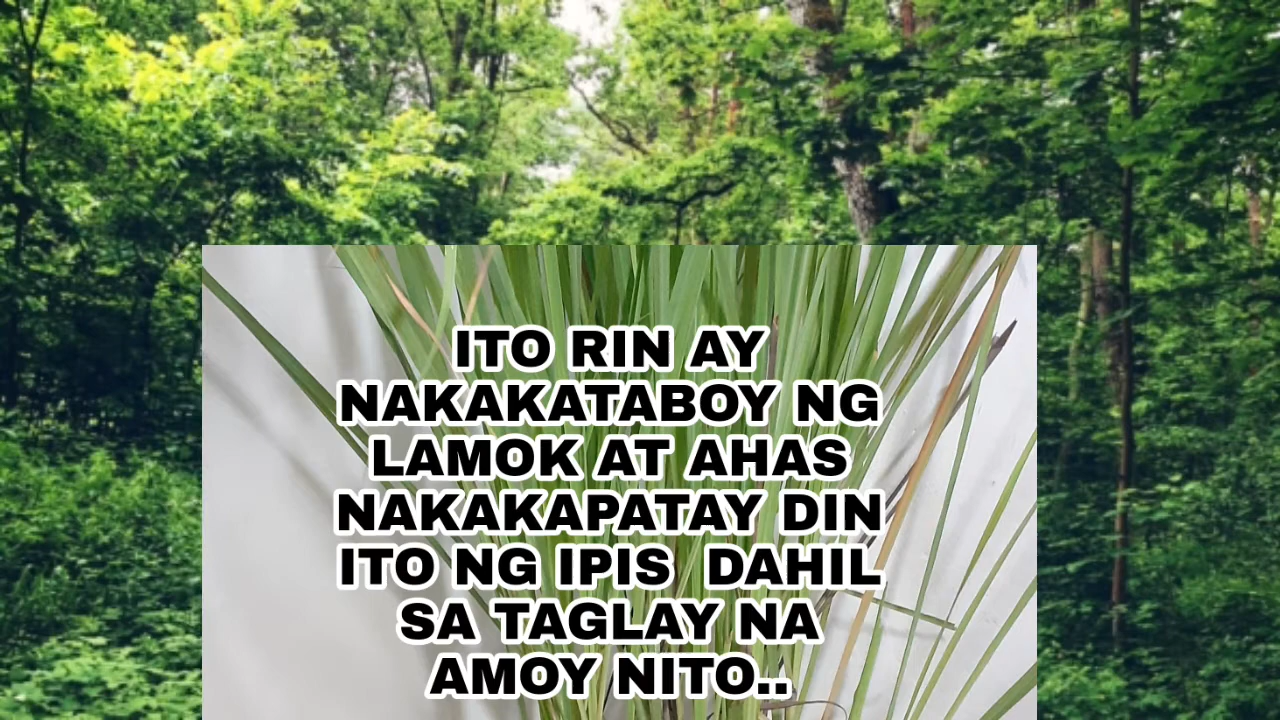 ITO RIN AY
NAKAKATABOY NG
LAMOK AT AHAS
NAKAKAPATAY DIN
ITO NG IPIS  DAHIL
SA TAGLAY NA
AMOY NITO..